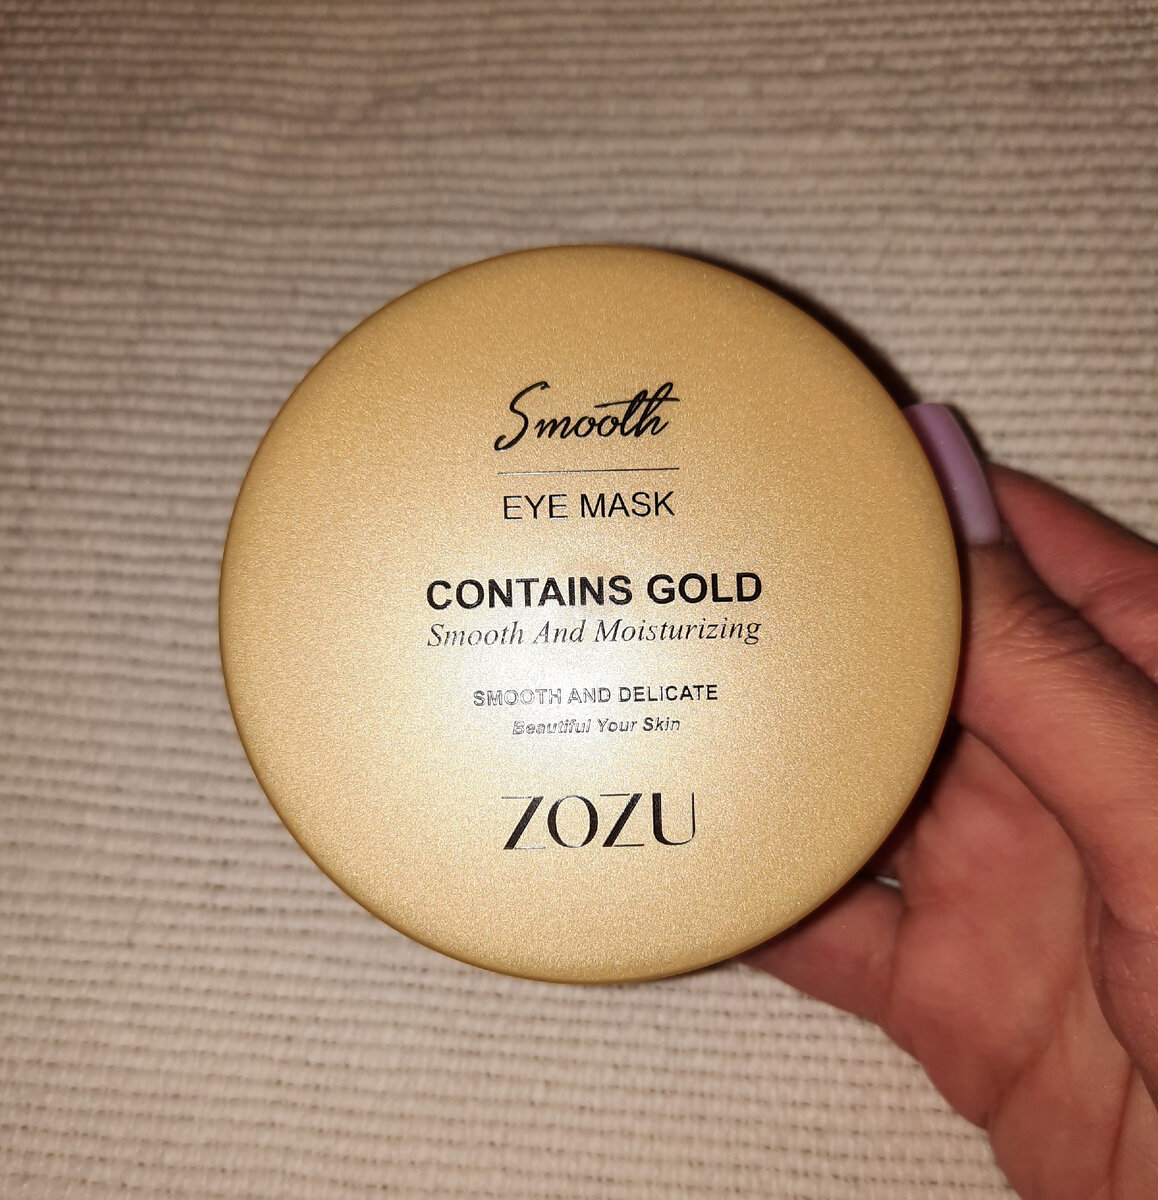 Smooth
EYE MASK
CONTAINS GOLD
Smooth And Moisturizing
SMOOTH AND DELICATE
Beautiful Your Skin
ZOZU